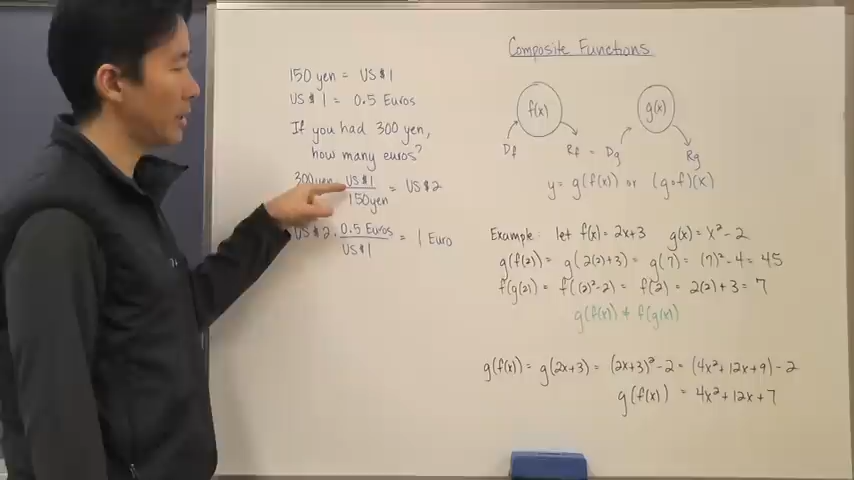 150 yen = US $1
US $1 = 0.5 Euros
If you had 300 yen,
how many euros?
300 yen US $1 / 150 yen = US $2
US $2 · 0.5 Euros / US $1 = 1 Euro
Composite Functions
f(x) g(x)
Df Rf = Dg Rg
y = g(f(x)) or (g∘f)(x)
Example: let f(x) = 2x+3 g(x) = x² - 2
g(f(2)) = g(2(2)+3) = g(7) = (7)² - 4 = 45
f(g(2)) = f((2)²-2) = f(2) = 2(2)+3 = 7
g(f(x)) ≠ f(g(x))
g(f(x)) = g(2x+3) = (2x+3)² - 2 = (4x² + 12x + 9) - 2
g(f(x)) = 4x² + 12x + 7